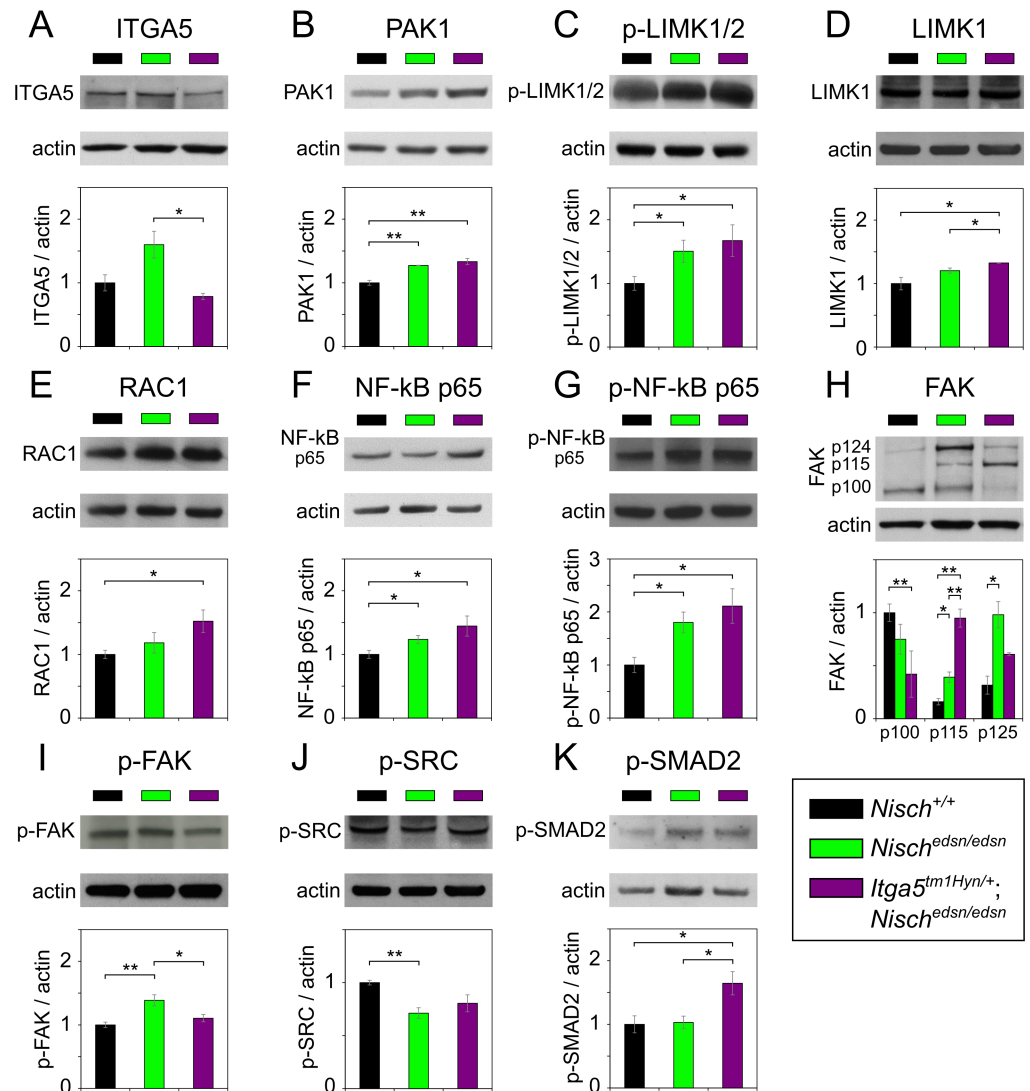 A ITGA5
ITGA5
actin
ITGA5 / actin
2
1
0
*
B PAK1
PAK1
actin
PAK1 / actin
2
1
0
**
**
C p-LIMK1/2
p-LIMK1/2
actin
p-LIMK1/2 / actin
2
1
0
*
*
D LIMK1
LIMK1
actin
LIMK1 / actin
2
1
0
*
*
E RAC1
RAC1
actin
RAC1 / actin
2
1
0
*
F NF-kB p65
NF-kB
p65
actin
NF-kB p65 / actin
2
1
0
*
*
G p-NF-kB p65
p-NF-kB
p65
actin
p-NF-kB p65 / actin
3
2
1
0
*
*
H FAK
FAK
p124
p115
p100
actin
FAK / actin
1
0
**
**
**
*
*
p100 p115 p125
I p-FAK
p-FAK
actin
p-FAK / actin
2
1
0
**
*
J p-SRC
p-SRC
actin
p-SRC / actin
1
0
**
K p-SMAD2
p-SMAD2
actin
p-SMAD2 / actin
2
1
0
*
*
Nisch+/+
Nischedsn/edsn
Itga5tm1Hyn/+;
Nischedsn/edsn